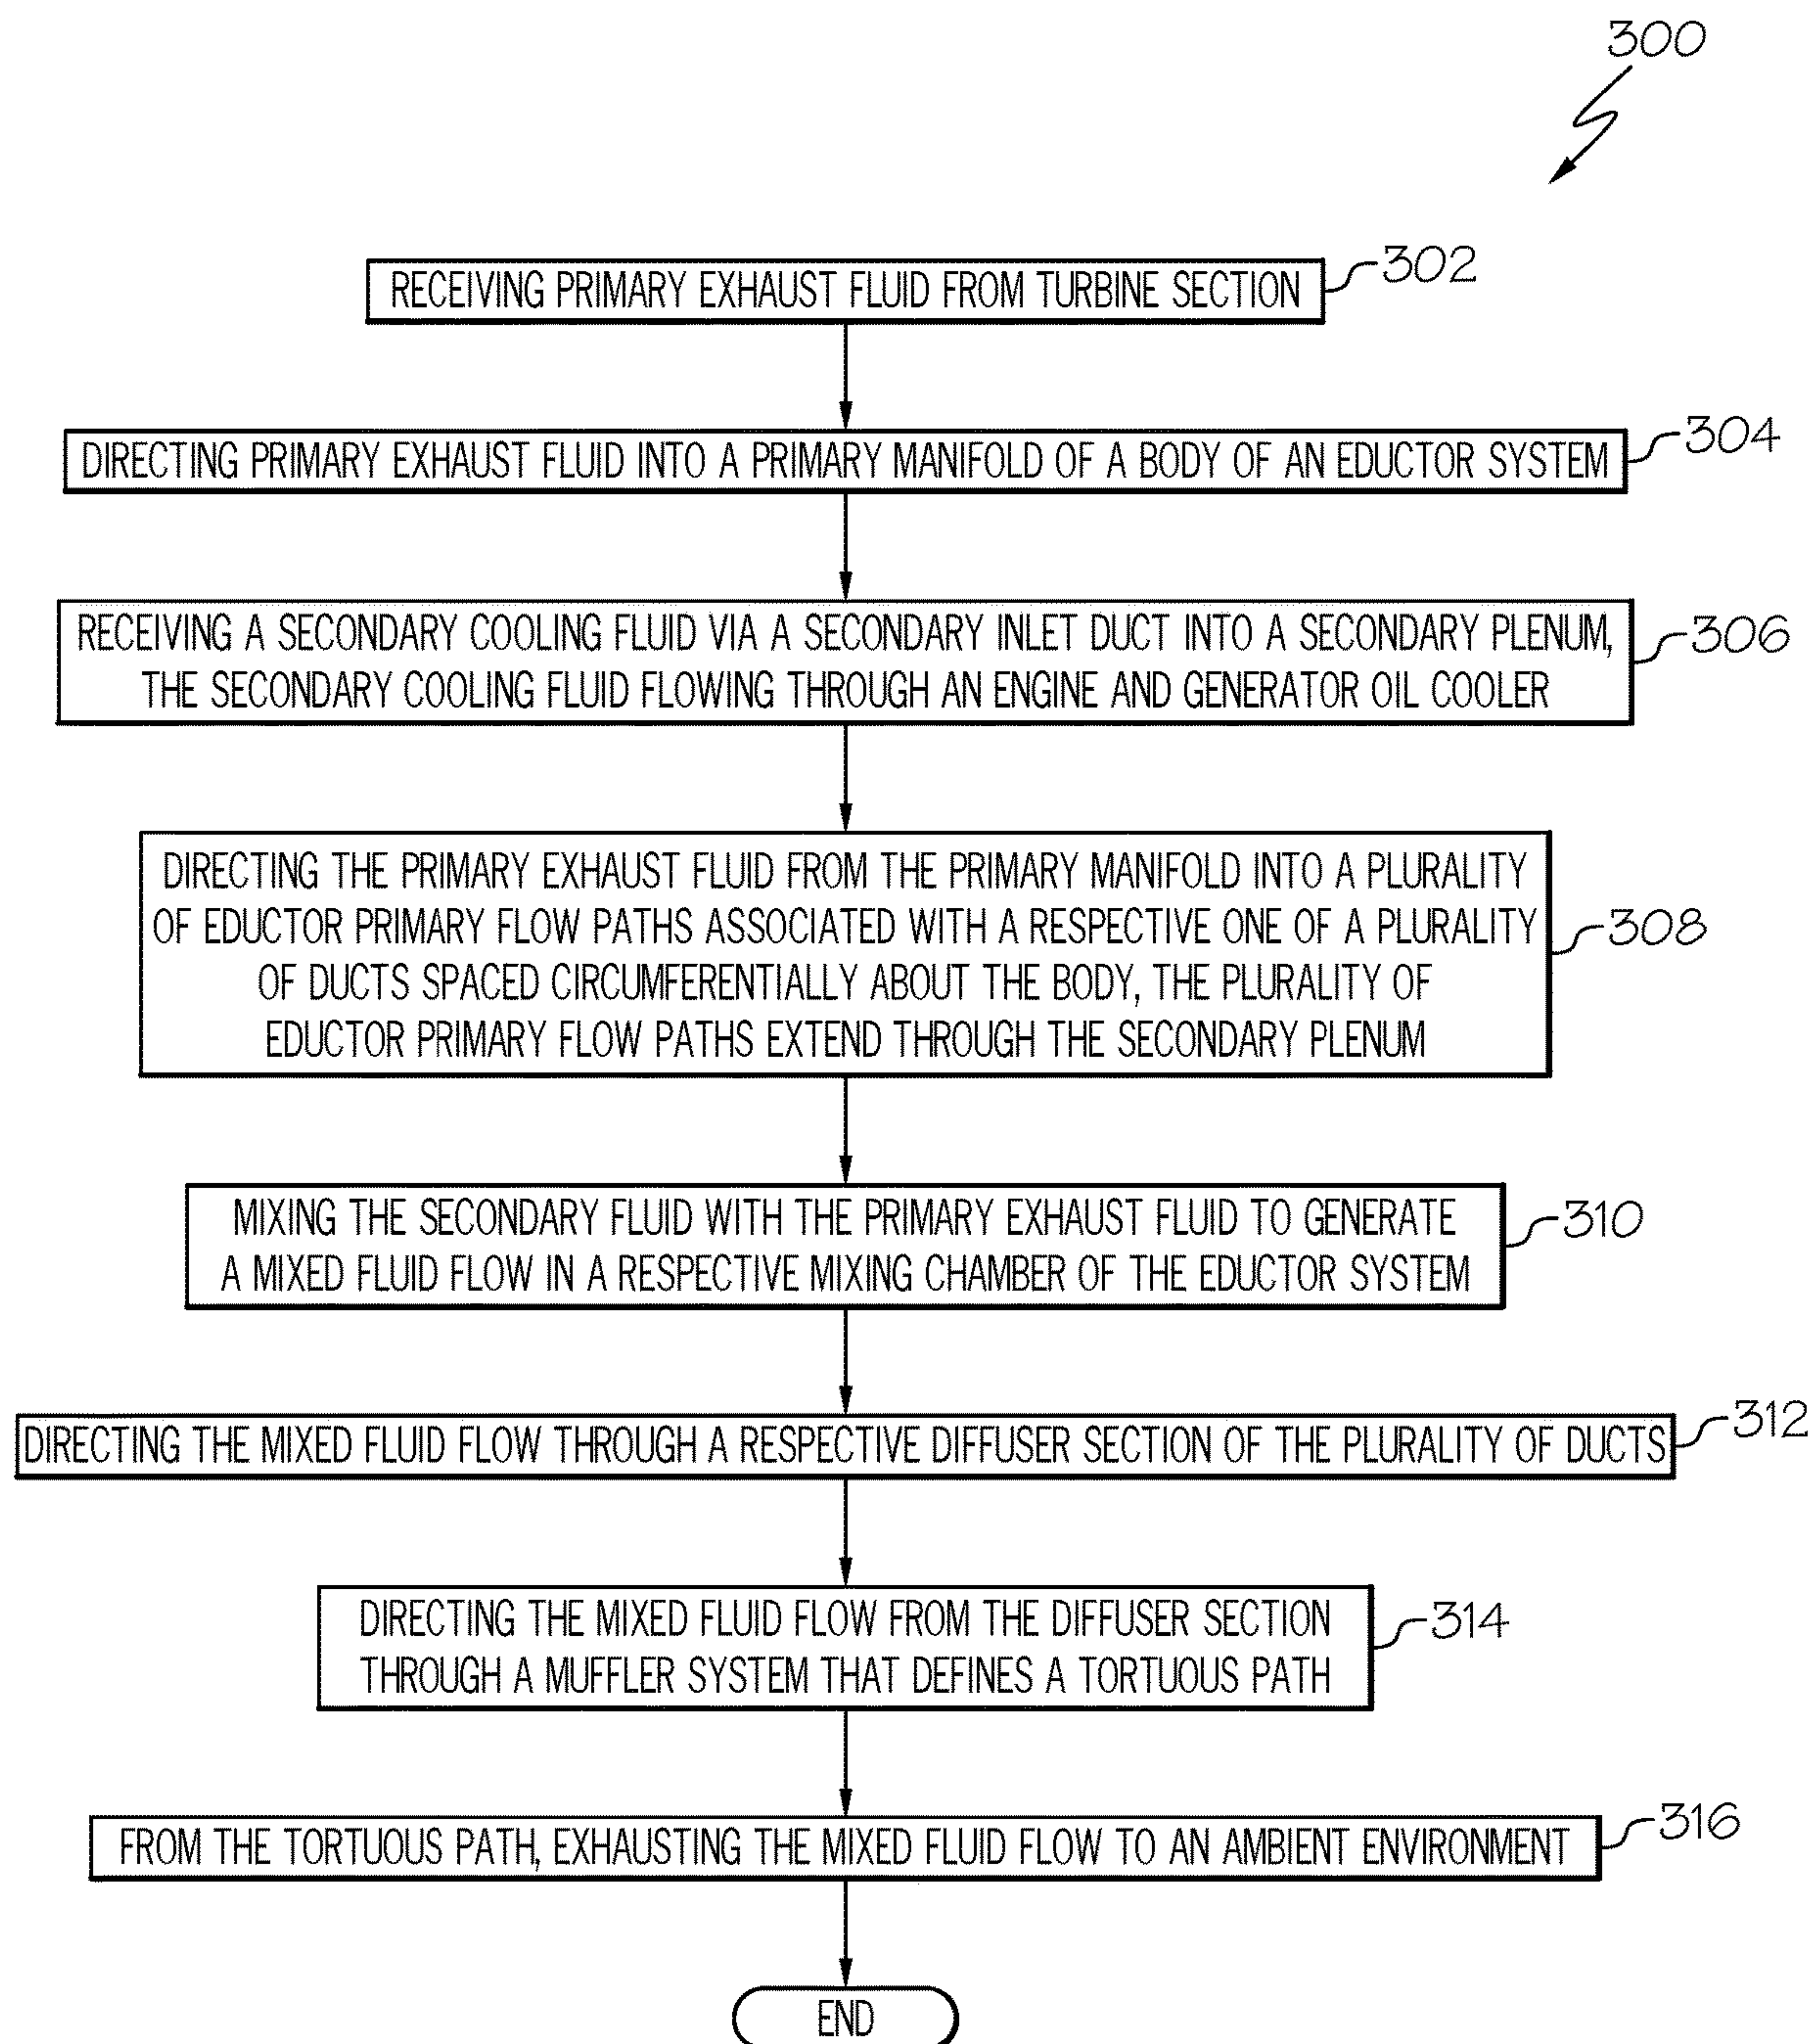 300
RECEIVING PRIMARY EXHAUST FLUID FROM TURBINE SECTION
302
DIRECTING PRIMARY EXHAUST FLUID INTO A PRIMARY MANIFOLD OF A BODY OF AN EDUCTOR SYSTEM
304
RECEIVING A SECONDARY COOLING FLUID VIA A SECONDARY INLET DUCT INTO A SECONDARY PLENUM,
THE SECONDARY COOLING FLUID FLOWING THROUGH AN ENGINE AND GENERATOR OIL COOLER
306
DIRECTING THE PRIMARY EXHAUST FLUID FROM THE PRIMARY MANIFOLD INTO A PLURALITY
OF EDUCTOR PRIMARY FLOW PATHS ASSOCIATED WITH A RESPECTIVE ONE OF A PLURALITY
OF DUCTS SPACED CIRCUMFERENTIALLY ABOUT THE BODY, THE PLURALITY OF
EDUCTOR PRIMARY FLOW PATHS EXTEND THROUGH THE SECONDARY PLENUM
308
MIXING THE SECONDARY FLUID WITH THE PRIMARY EXHAUST FLUID TO GENERATE
A MIXED FLUID FLOW IN A RESPECTIVE MIXING CHAMBER OF THE EDUCTOR SYSTEM
310
DIRECTING THE MIXED FLUID FLOW THROUGH A RESPECTIVE DIFFUSER SECTION OF THE PLURALITY OF DUCTS
312
DIRECTING THE MIXED FLUID FLOW FROM THE DIFFUSER SECTION
THROUGH A MUFFLER SYSTEM THAT DEFINES A TORTUOUS PATH
314
FROM THE TORTUOUS PATH, EXHAUSTING THE MIXED FLUID FLOW TO AN AMBIENT ENVIRONMENT
316
END